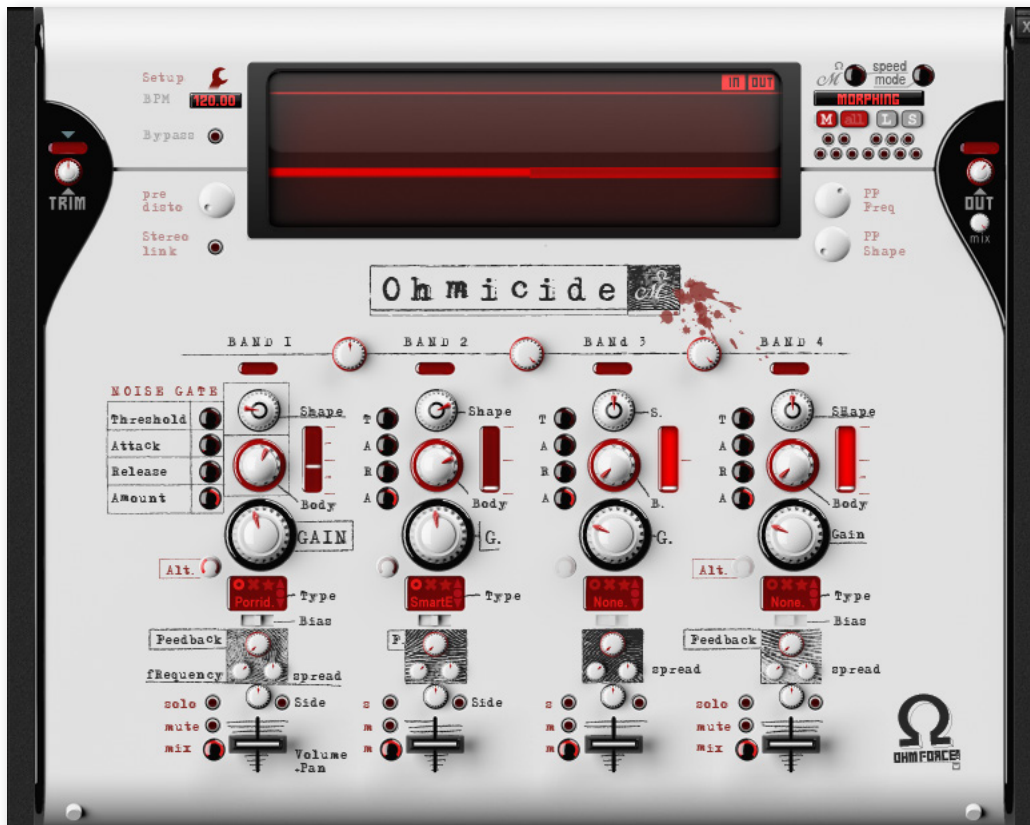 X
Setup
speed
mode
BPM
120.00
IN OUT
MORPHING
M all L S
Bypass
TRIM
pre
disto
PP
Freq
OUT
Stereo
link
PP
Shape
mix
Ohmicide
BAND 1
BAND 2
BANd 3
BAND 4
NOISE GATE
Threshold
Attack
Release
Amount
Shape
Body
T
A
R
A
Shape
Body
T
A
R
A
S.
B.
T
A
R
A
SHape
Body
GAIN
G.
G.
Gain
Alt.
Alt.
Porrid.
Type
SmartE
Type
None.
None.
Type
Bias
Bias
Feedback
F.
Feedback
fRequency
spread
spread
spread
solo
Side
s
Side
s
solo
mute
m
m
mute
mix
Volume
+Pan
m
m
mix
Ω
OHM FORCE